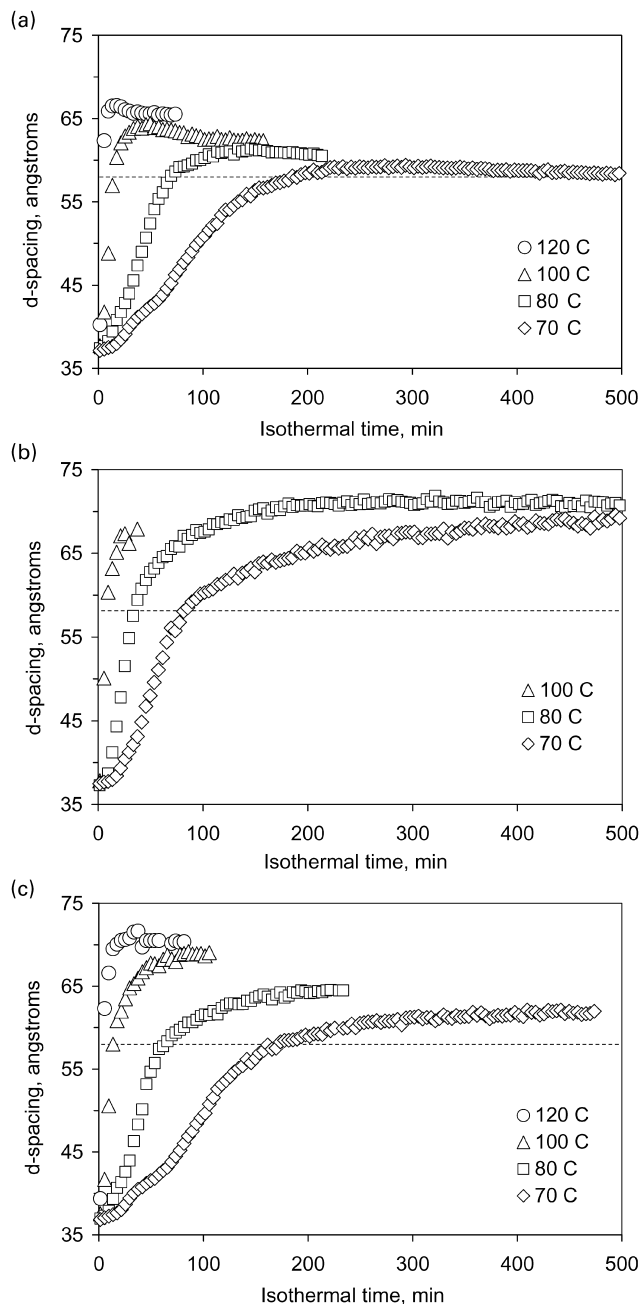 (a)
75
65
55
45
35
d-spacing, angstroms
120 C
100 C
80 C
70 C
0 100 200 300 400 500
Isothermal time, min
(b)
75
65
55
45
35
d-spacing, angstroms
100 C
80 C
70 C
0 100 200 300 400 500
Isothermal time, min
(c)
75
65
55
45
35
d-spacing, angstroms
120 C
100 C
80 C
70 C
0 100 200 300 400 500
Isothermal time, min